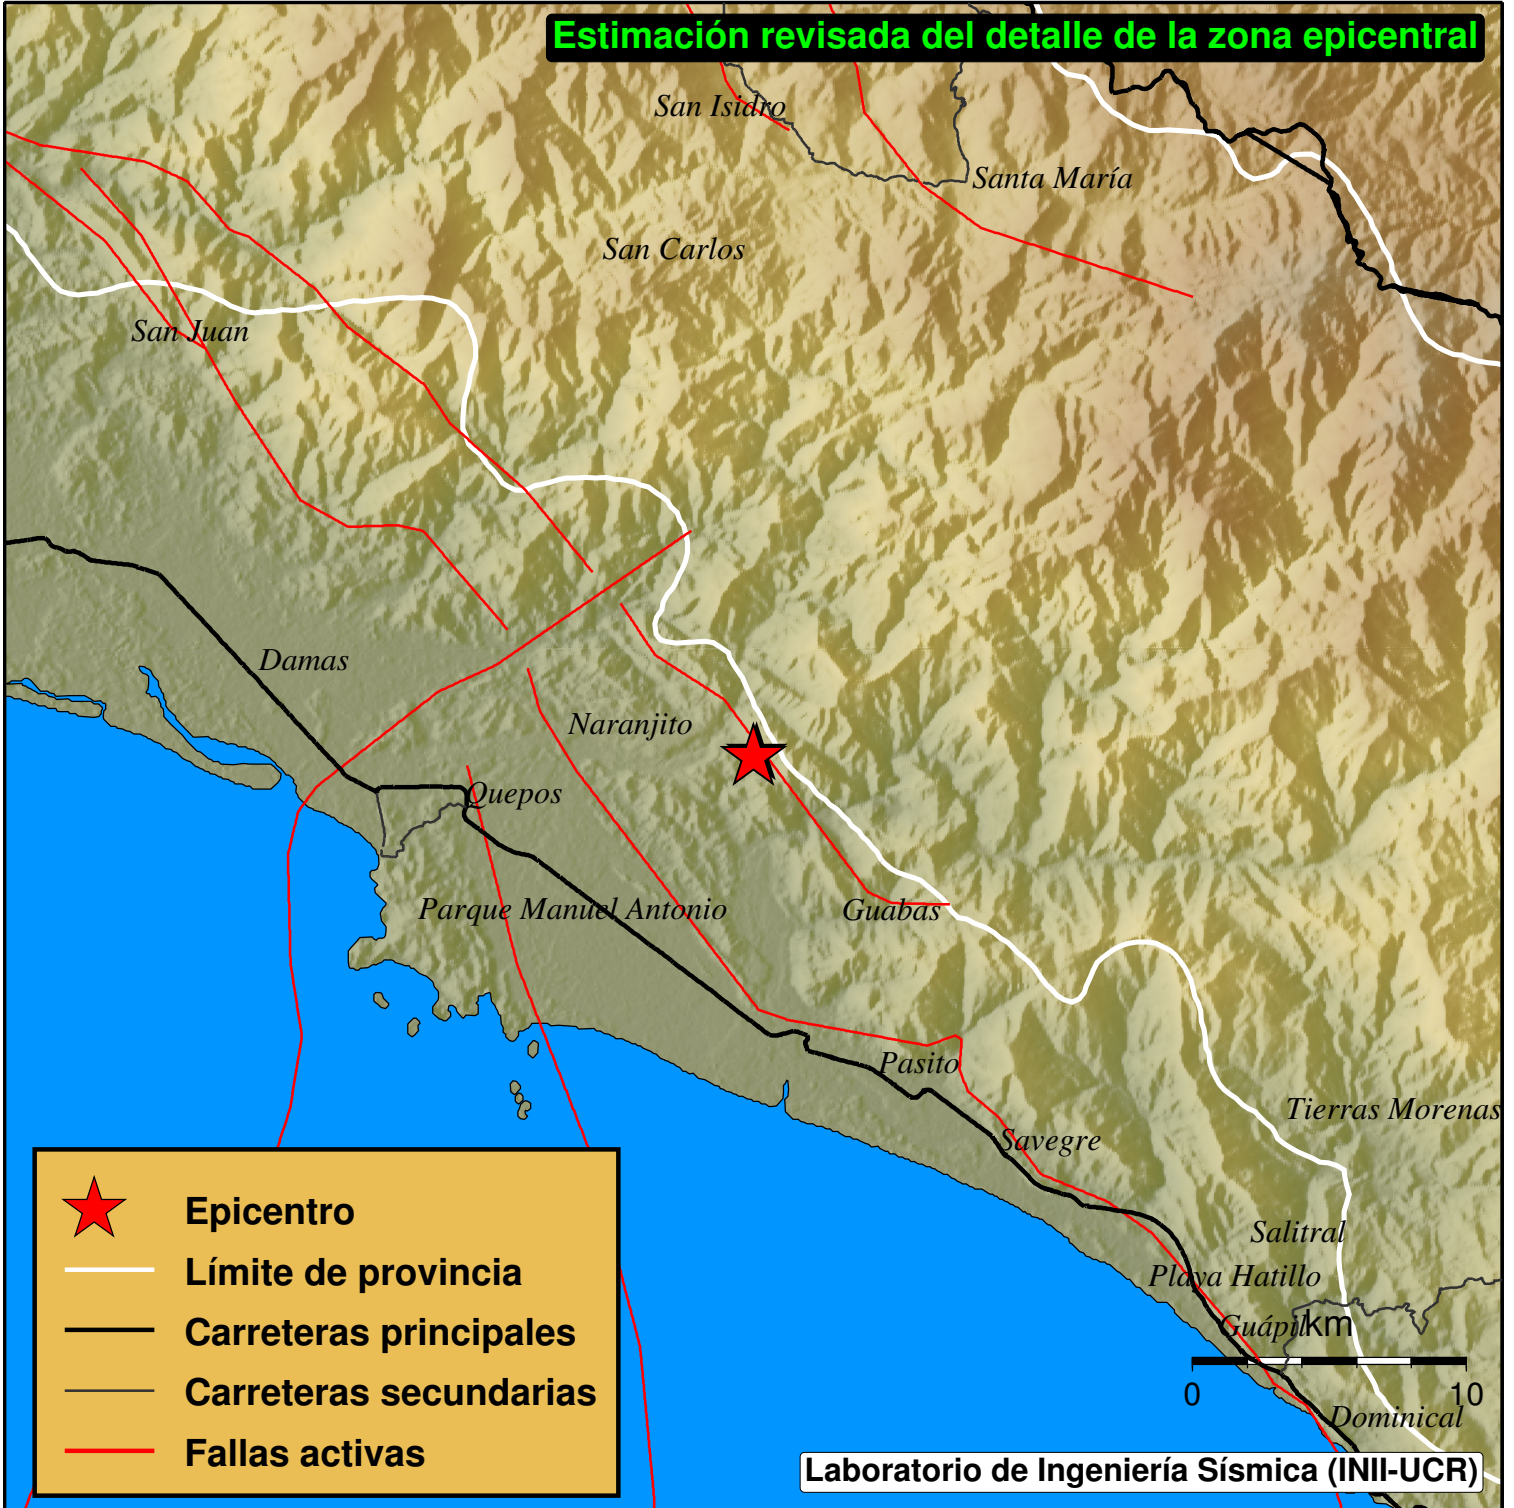 Estimación revisada del detalle de la zona epicentral
San Isidro
Santa María
San Carlos
San Juan
Damas
Naranjito
Quepos
Parque Manuel Antonio
Guabas
Pasito
Tierras Morenas
Savegre
Salitral
Playa Hatillo
Guápil
km
0 10
Dominical
Epicentro
Límite de provincia
Carreteras principales
Carreteras secundarias
Fallas activas
Laboratorio de Ingeniería Sísmica (INII-UCR)